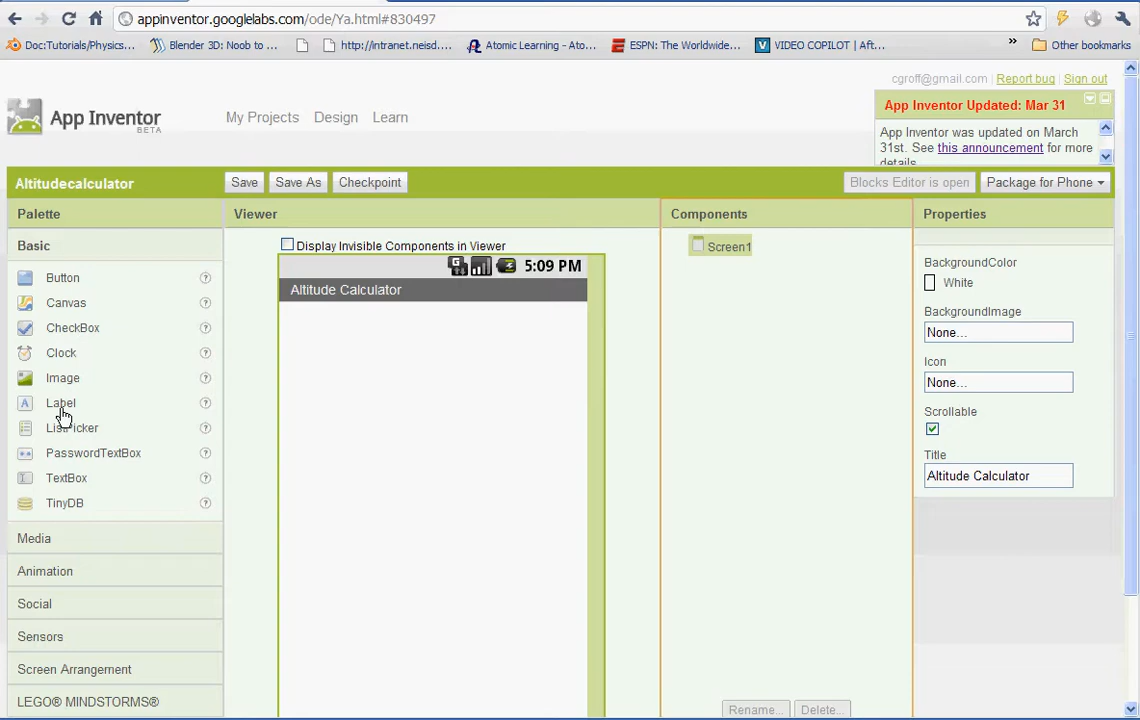 appinventor.googlelabs.com/ode/Ya.html#830497
Doc:Tutorials/Physics... Blender 3D: Noob to ... http://intranet.neisd.... Atomic Learning - Ato... ESPN: The Worldwide... VIDEO COPILOT | Aft... » Other bookmarks
cgroff@gmail.com | Report bug | Sign out
App Inventor BETA
My Projects Design Learn
App Inventor Updated: Mar 31
App Inventor was updated on March
31st. See this announcement for more
details.
Altitudecalculator Save Save As Checkpoint Blocks Editor is open Package for Phone
Palette Viewer Components Properties
Basic
Button
Canvas
CheckBox
Clock
Image
Label
ListPicker
PasswordTextBox
TextBox
TinyDB
Media
Animation
Social
Sensors
Screen Arrangement
LEGO® MINDSTORMS®
Display Invisible Components in Viewer
5:09 PM
Altitude Calculator
Screen1
Rename... Delete...
BackgroundColor
White
BackgroundImage
None...
Icon
None...
Scrollable
Title
Altitude Calculator